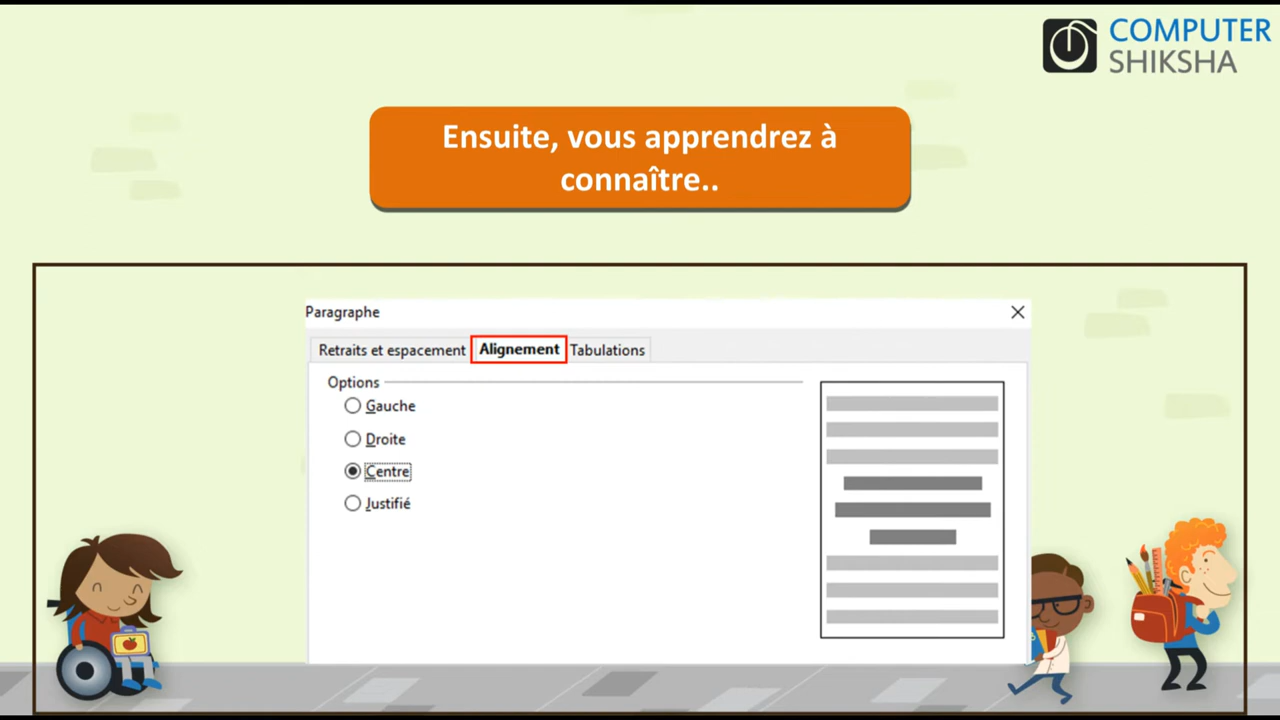 COMPUTER
SHIKSHA
Ensuite, vous apprendrez à
connaître..
Paragraphe
Retraits et espacement Alignement Tabulations
Options
Gauche
Droite
Centre
Justifié